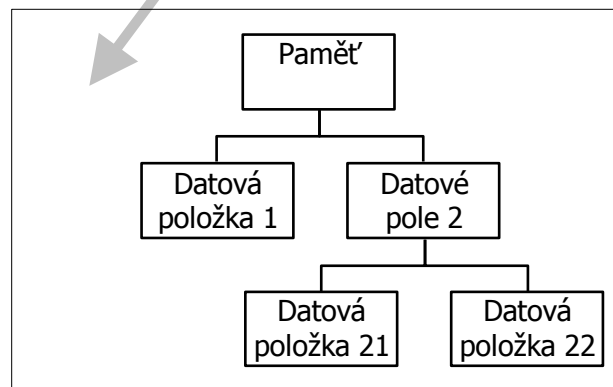 Paměť
Datová
položka 1
Datové
pole 2
Datová
položka 21
Datová
položka 22